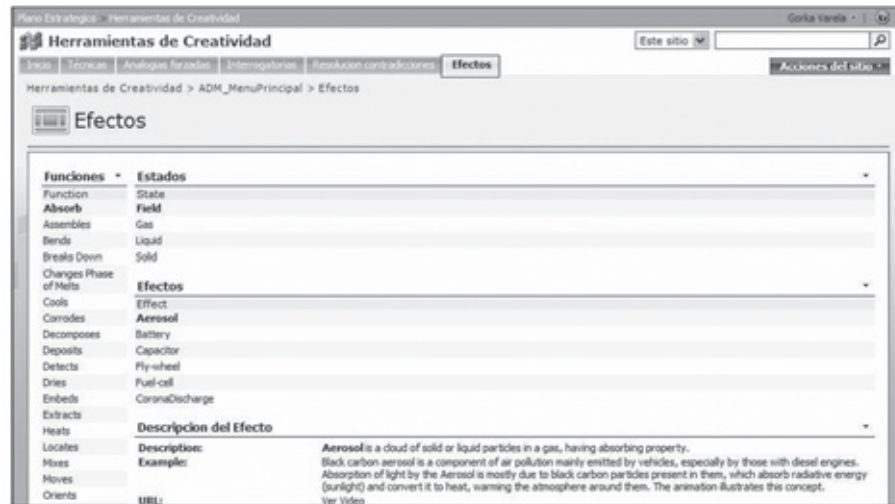 Plano Estrategico > Herramientas de Creatividad
Gorka Varela
Herramientas de Creatividad
Este sitio
Inicio
Técnicas
Analogias forzadas
Interrogatorias
Resolucion contradicciones
Efectos
Acciones del sitio
Herramientas de Creatividad > ADM_MenuPrincipal > Efectos
Efectos
Funciones
Function
Absorb
Assembles
Bends
Breaks Down
Changes Phase
of Melts
Cools
Corrodes
Decomposes
Deposits
Detects
Dries
Embeds
Extracts
Heats
Locates
Mixes
Moves
Orients
Estados
State
Field
Gas
Liquid
Solid
Efectos
Effect
Aerosol
Battery
Capacitor
Fly-wheel
Fuel-cell
CoronaDischarge
Descripcion del Efecto
Description: Aerosol is a cloud of solid or liquid particles in a gas, having absorbing property.
Example: Black carbon aerosol is a component of air pollution mainly emitted by vehicles, especially by those with diesel engines.
Absorption of light by the Aerosol is mostly due to black carbon particles present in them, which absorb radiative energy
(sunlight) and convert it to heat, warming the atmosphere around them. The animation illustrates this concept.
URL: Ver Video